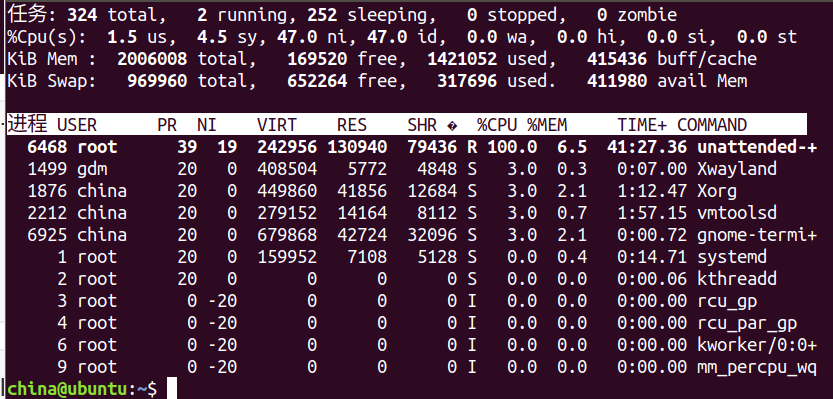 任务: 324 total,   2 running, 252 sleeping,   0 stopped,   0 zombie
%Cpu(s):  1.5 us,  4.5 sy, 47.0 ni, 47.0 id,  0.0 wa,  0.0 hi,  0.0 si,  0.0 st
KiB Mem :  2006008 total,   169520 free,  1421052 used,   415436 buff/cache
KiB Swap:   969960 total,   652264 free,   317696 used.   411980 avail Mem
进程 USER      PR  NI    VIRT    RES    SHR �  %CPU %MEM     TIME+ COMMAND
6468 root      39  19  242956 130940  79436 R 100.0  6.5  41:27.36 unattended-+
1499 gdm       20   0  408504   5772   4848 S   3.0  0.3   0:07.00 Xwayland
1876 china     20   0  449860  41856  12684 S   3.0  2.1   1:12.47 Xorg
2212 china     20   0  279152  14164   8112 S   3.0  0.7   1:57.15 vmtoolsd
6925 china     20   0  679868  42724  32096 S   3.0  2.1   0:00.72 gnome-termi+
1 root      20   0  159952   7108   5128 S   0.0  0.4   0:14.71 systemd
2 root      20   0       0      0      0 S   0.0  0.0   0:00.06 kthreadd
3 root       0 -20       0      0      0 I   0.0  0.0   0:00.00 rcu_gp
4 root       0 -20       0      0      0 I   0.0  0.0   0:00.00 rcu_par_gp
6 root       0 -20       0      0      0 I   0.0  0.0   0:00.00 kworker/0:0+
9 root       0 -20       0      0      0 I   0.0  0.0   0:00.00 mm_percpu_wq
china@ubuntu:~$